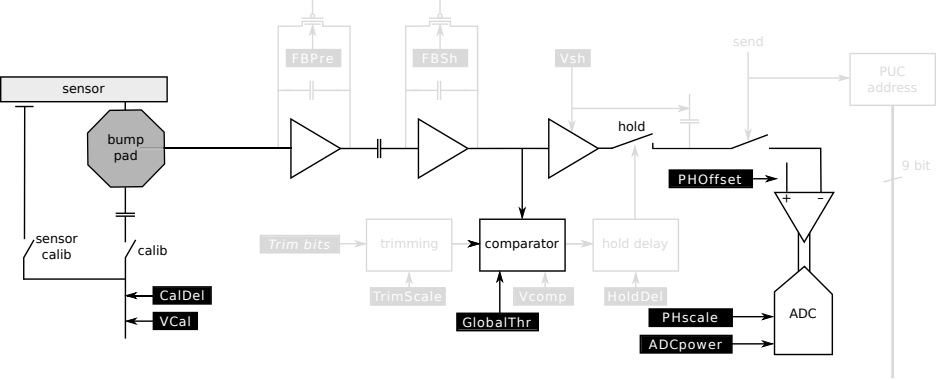 FBPre
FBSh
Vsh
send
PUC
address
sensor
bump
pad
hold
9 bit
PHOffset
+
–
sensor
calib
calib
Trim bits
trimming
comparator
hold delay
CalDel
VCal
TrimScale
Vcomp
HoldDel
GlobalThr
PHscale
ADC
ADCpower